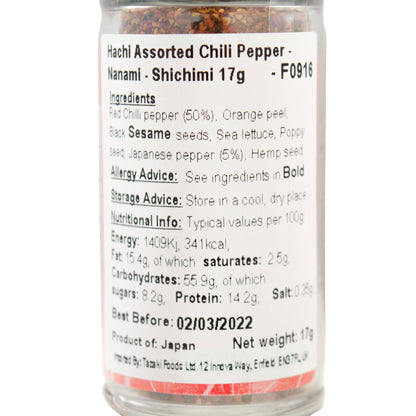 Hachi Assorted Chili Pepper -
Nanami - Shichimi 17g - F0916
Ingredients
Red Chilli pepper (50%), Orange peel,
Black Sesame seeds, Sea lettuce, Poppy
seed, Japanese pepper (5%), Hemp seed
Allergy Advice: See ingredients in Bold
Storage Advice: Store in a cool, dry place
Nutritional Info: Typical values per 100g
Energy: 1409Kj, 341kcal,
Fat: 15.4g, of which saturates: 2.5g,
Carbohydrates: 55.9g, of which
sugars: 8.2g, Protein: 14.2g, Salt: 0.35g
Best Before: 02/03/2022
Product of: Japan Net weight: 17g
Imported By: Tazaki Foods Ltd. 12 Innova Way, Enfield EN3 7FL, UK